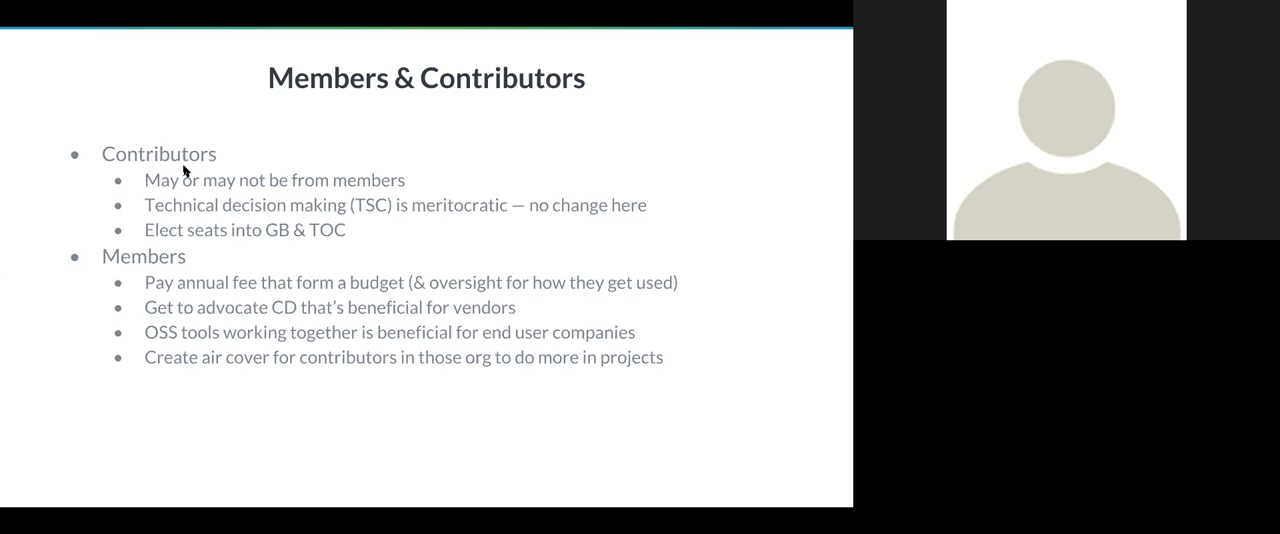 Members & Contributors
Contributors
May or may not be from members
Technical decision making (TSC) is meritocratic — no change here
Elect seats into GB & TOC
Members
Pay annual fee that form a budget (& oversight for how they get used)
Get to advocate CD that's beneficial for vendors
OSS tools working together is beneficial for end user companies
Create air cover for contributors in those org to do more in projects